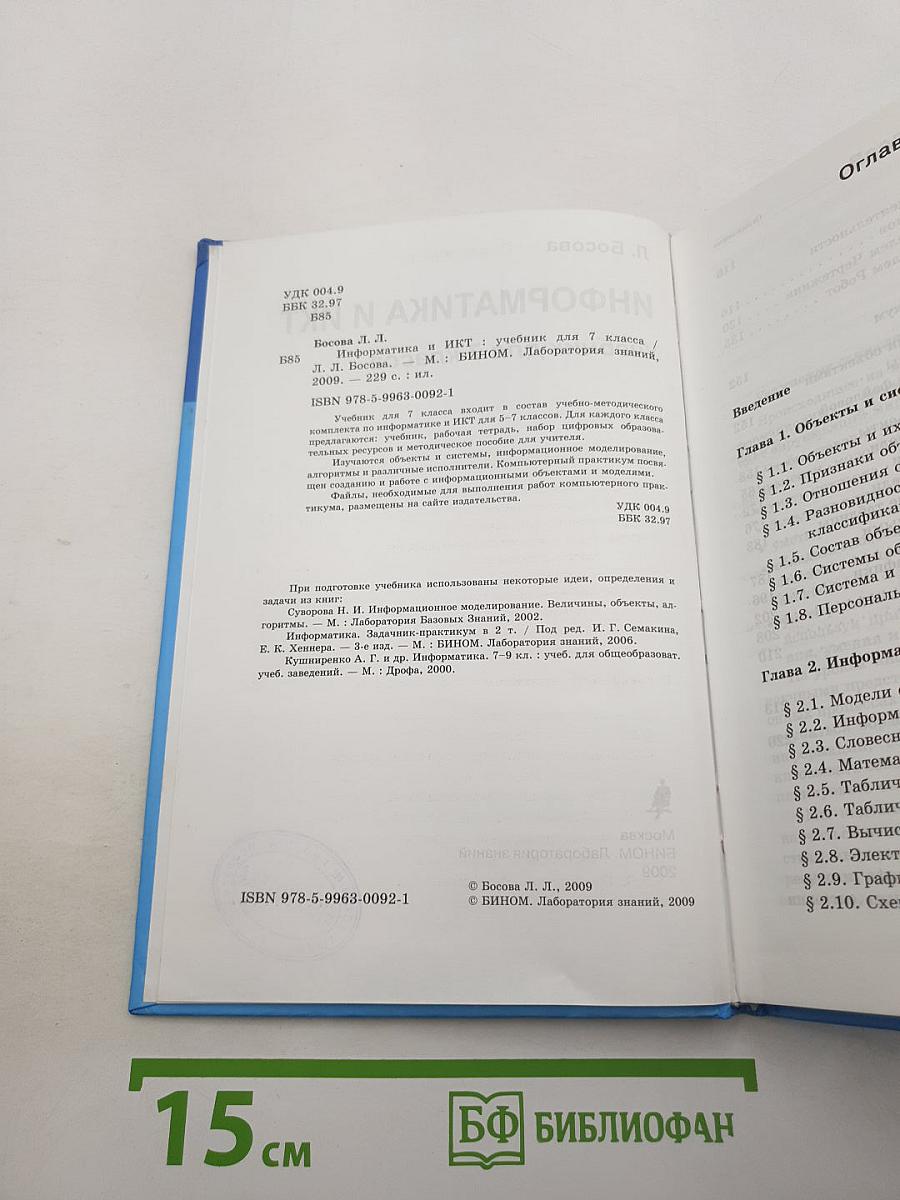 УДК 004.9
ББК 32.97
Б85
Босова Л. Л.
Б85 Информатика и ИКТ : учебник для 7 класса /
Л. Л. Босова. — М. : БИНОМ. Лаборатория знаний,
2009. — 229 с. : ил.
ISBN 978-5-9963-0092-1
Учебник для 7 класса входит в состав учебно-методического
комплекта по информатике и ИКТ для 5–7 классов. Для каждого класса
предлагаются: учебник, рабочая тетрадь, набор цифровых образова-
тельных ресурсов и методическое пособие для учителя.
Изучаются объекты и системы, информационное моделирование,
алгоритмы и различные исполнители. Компьютерный практикум посвя-
щен созданию и работе с информационными объектами и моделями.
Файлы, необходимые для выполнения работ компьютерного прак-
тикума, размещены на сайте издательства.
УДК 004.9
ББК 32.97
При подготовке учебника использованы некоторые идеи, определения и
задачи из книг:
Суворова Н. И. Информационное моделирование. Величины, объекты, ал-
горитмы. — М. : Лаборатория Базовых Знаний, 2002.
Информатика. Задачник-практикум в 2 т. / Под ред. И. Г. Семакина,
Е. К. Хеннера. — 3-е изд. — М. : БИНОМ. Лаборатория знаний, 2006.
Кушниренко А. Г. и др. Информатика. 7–9 кл. : учеб. для общеобразоват.
учеб. заведений. — М. : Дрофа, 2000.
ISBN 978-5-9963-0092-1
© Босова Л. Л., 2009
© БИНОМ. Лаборатория знаний, 2009
Оглав
Введение
Глава 1. Объекты и сис
§ 1.1. Объекты и их
§ 1.2. Признаки объ
§ 1.3. Отношения о
§ 1.4. Разновиднос
классифика
§ 1.5. Состав объе
§ 1.6. Системы об
§ 1.7. Система и
§ 1.8. Персональ
Глава 2. Информа
§ 2.1. Модели
§ 2.2. Информ
§ 2.3. Словесн
§ 2.4. Матема
§ 2.5. Таблич
§ 2.6. Таблич
§ 2.7. Вычис
§ 2.8. Элект
§ 2.9. Графи
§ 2.10. Схе
15 см
БФ БИБЛИОФАН